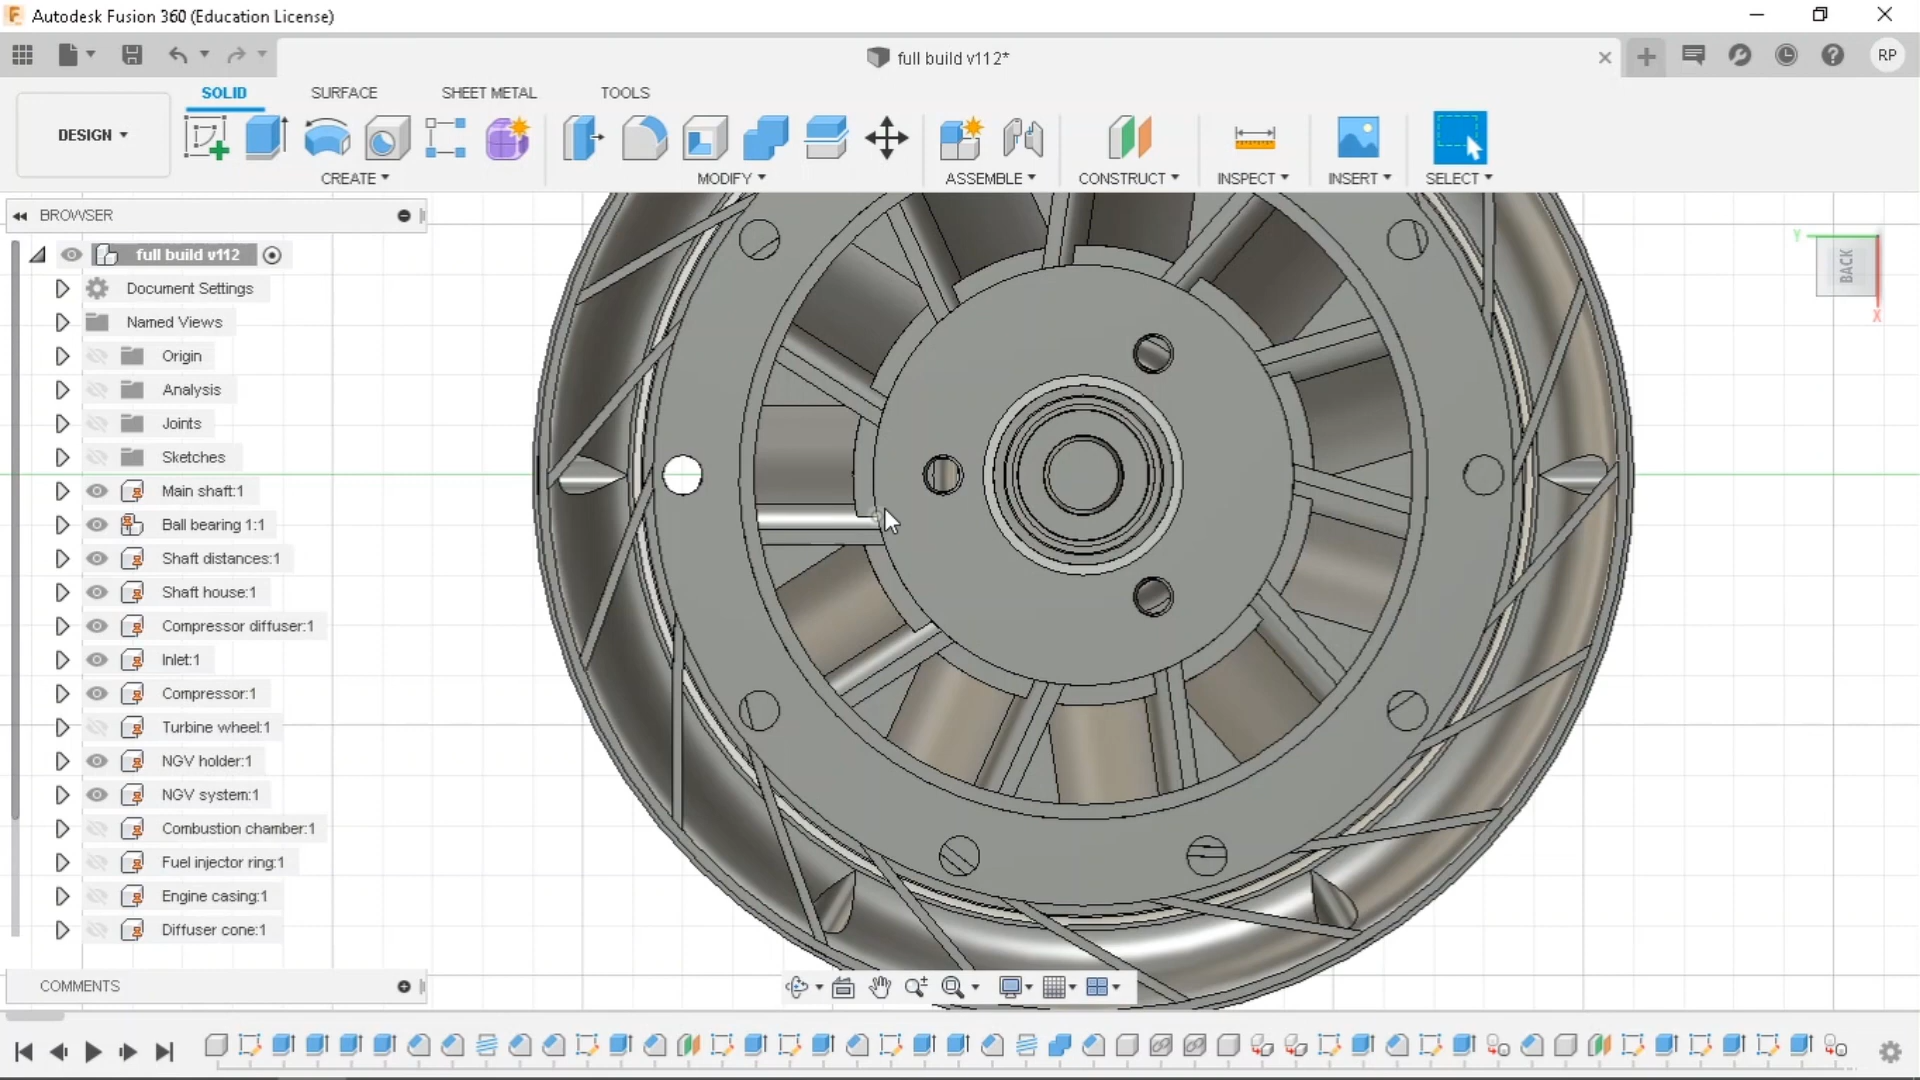 Autodesk Fusion 360 (Education License)
full build v112*
RP
DESIGN
SOLID
SURFACE
SHEET METAL
TOOLS
CREATE
MODIFY
ASSEMBLE
CONSTRUCT
INSPECT
INSERT
SELECT
BROWSER
full build v112
Document Settings
Named Views
Origin
Analysis
Joints
Sketches
Main shaft:1
Ball bearing 1:1
Shaft distances:1
Shaft house:1
Compressor diffuser:1
Inlet:1
Compressor:1
Turbine wheel:1
NGV holder:1
NGV system:1
Combustion chamber:1
Fuel injector ring:1
Engine casing:1
Diffuser cone:1
COMMENTS
Y
BACK
X